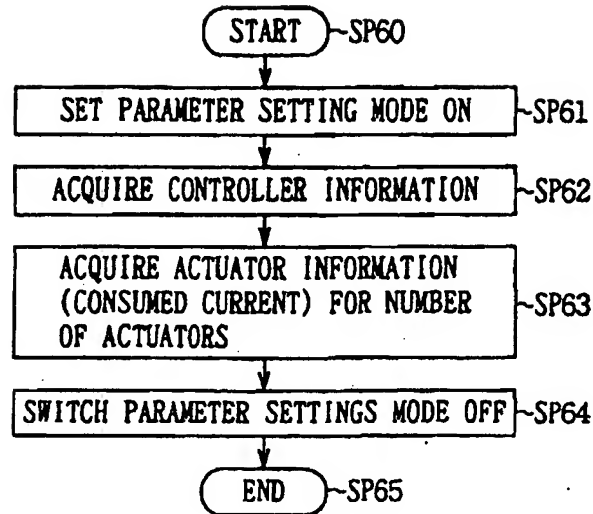 START SP60
SET PARAMETER SETTING MODE ON SP61
ACQUIRE CONTROLLER INFORMATION SP62
ACQUIRE ACTUATOR INFORMATION
(CONSUMED CURRENT) FOR NUMBER SP63
OF ACTUATORS
SWITCH PARAMETER SETTINGS MODE OFF SP64
END SP65